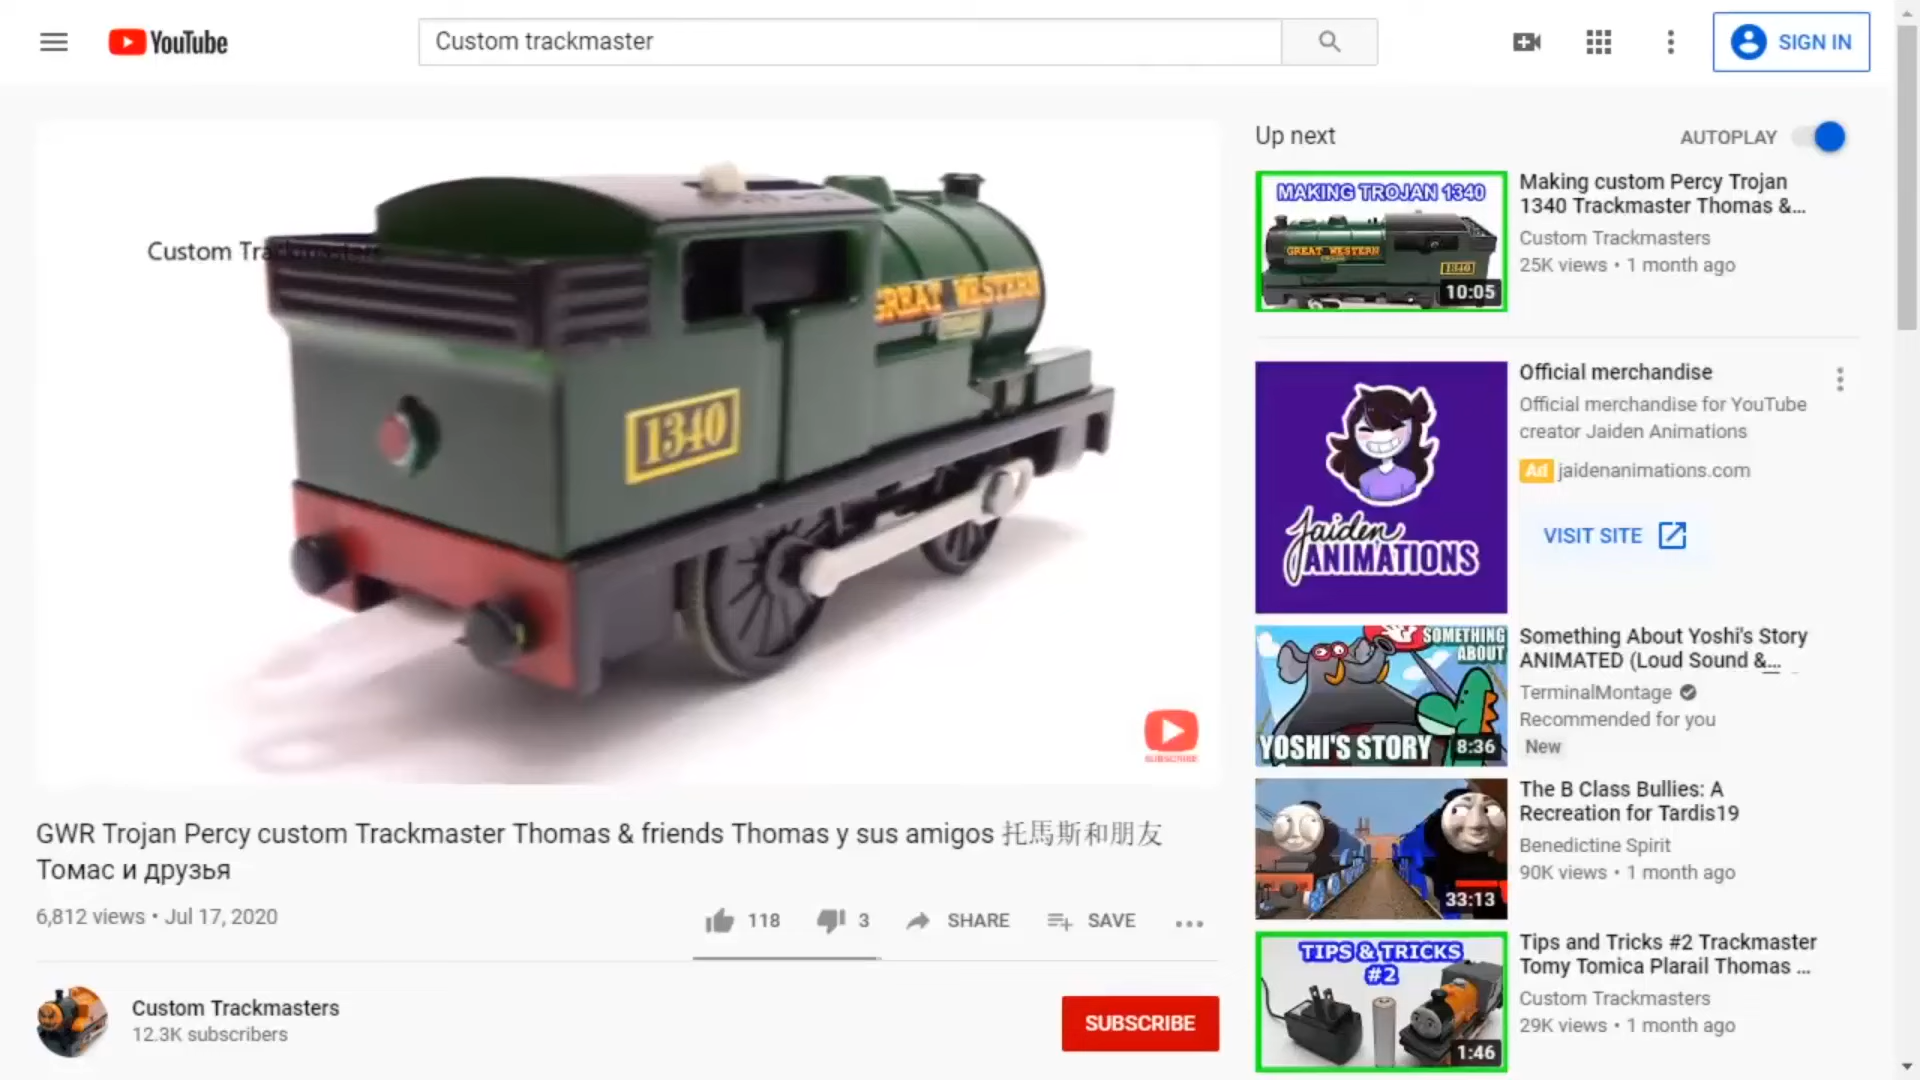 YouTube
Custom trackmaster
SIGN IN
Custom Trackmasters
GREAT WESTERN
1340
SUBSCRIBE
GWR Trojan Percy custom Trackmaster Thomas & friends Thomas y sus amigos 托馬斯和朋友
Томас и друзья
6,812 views • Jul 17, 2020
118
3
SHARE
SAVE
Custom Trackmasters
12.3K subscribers
SUBSCRIBE
Up next
AUTOPLAY
MAKING TROJAN 1340
GREAT WESTERN
1340
10:05
Making custom Percy Trojan
1340 Trackmaster Thomas &...
Custom Trackmasters
25K views • 1 month ago
Jaiden
ANIMATIONS
Official merchandise
Official merchandise for YouTube
creator Jaiden Animations
Ad jaidenanimations.com
VISIT SITE
SOMETHING
ABOUT
YOSHI'S STORY
8:36
Something About Yoshi's Story
ANIMATED (Loud Sound &...
TerminalMontage
Recommended for you
New
33:13
The B Class Bullies: A
Recreation for Tardis19
Benedictine Spirit
90K views • 1 month ago
TIPS & TRICKS
#2
1:46
Tips and Tricks #2 Trackmaster
Tomy Tomica Plarail Thomas ...
Custom Trackmasters
29K views • 1 month ago